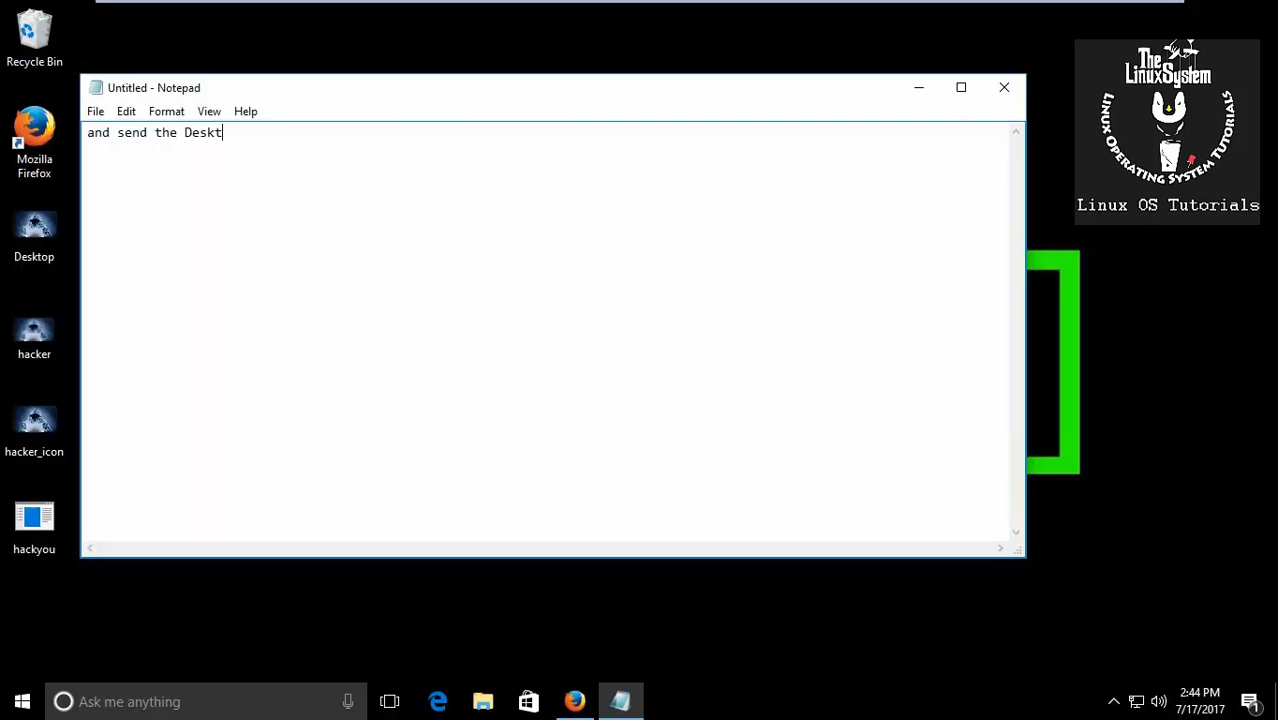 Recycle Bin
Mozilla
Firefox
Desktop
hacker
hacker_icon
hackyou
Untitled - Notepad
File Edit Format View Help
and send the Deskt
The
LinuxSystem
Linux Operating System Tutorials
Linux OS Tutorials
Ask me anything
2:44 PM
7/17/2017
1